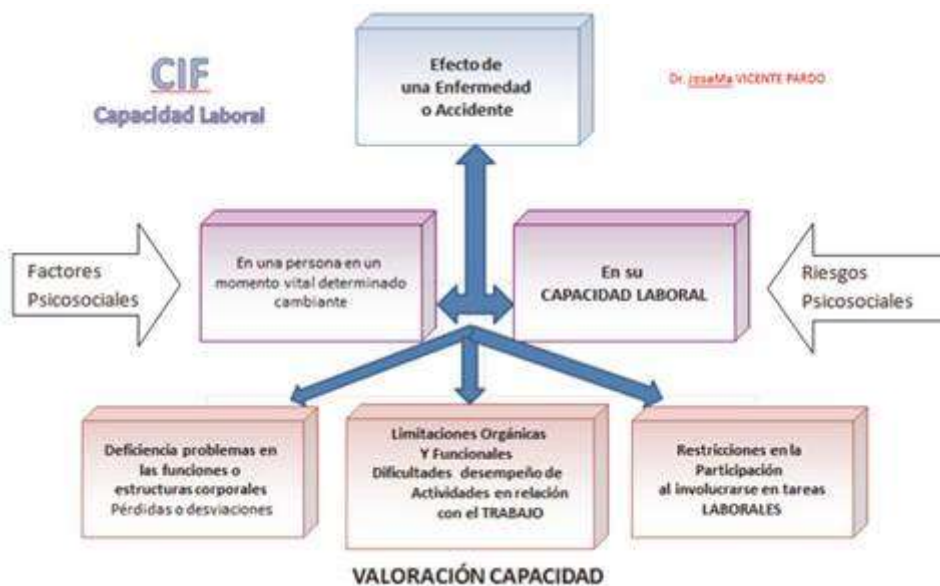 CIF
Capacidad Laboral
Efecto de
una Enfermedad
o Accidente
Dr. josaMa VICENTE PARDO
Factores
Psicosociales
En una persona en un
momento vital determinado
cambiante
En su
CAPACIDAD LABORAL
Riesgos
Psicosociales
Deficiencia problemas en
las funciones o
estructuras corporales
Pérdidas o desviaciones
Limitaciones Orgánicas
Y Funcionales
Dificultades desempeño de
Actividades en relación
con el TRABAJO
Restricciones en la
Participación
al involucrarse en tareas
LABORALES
VALORACIÓN CAPACIDAD